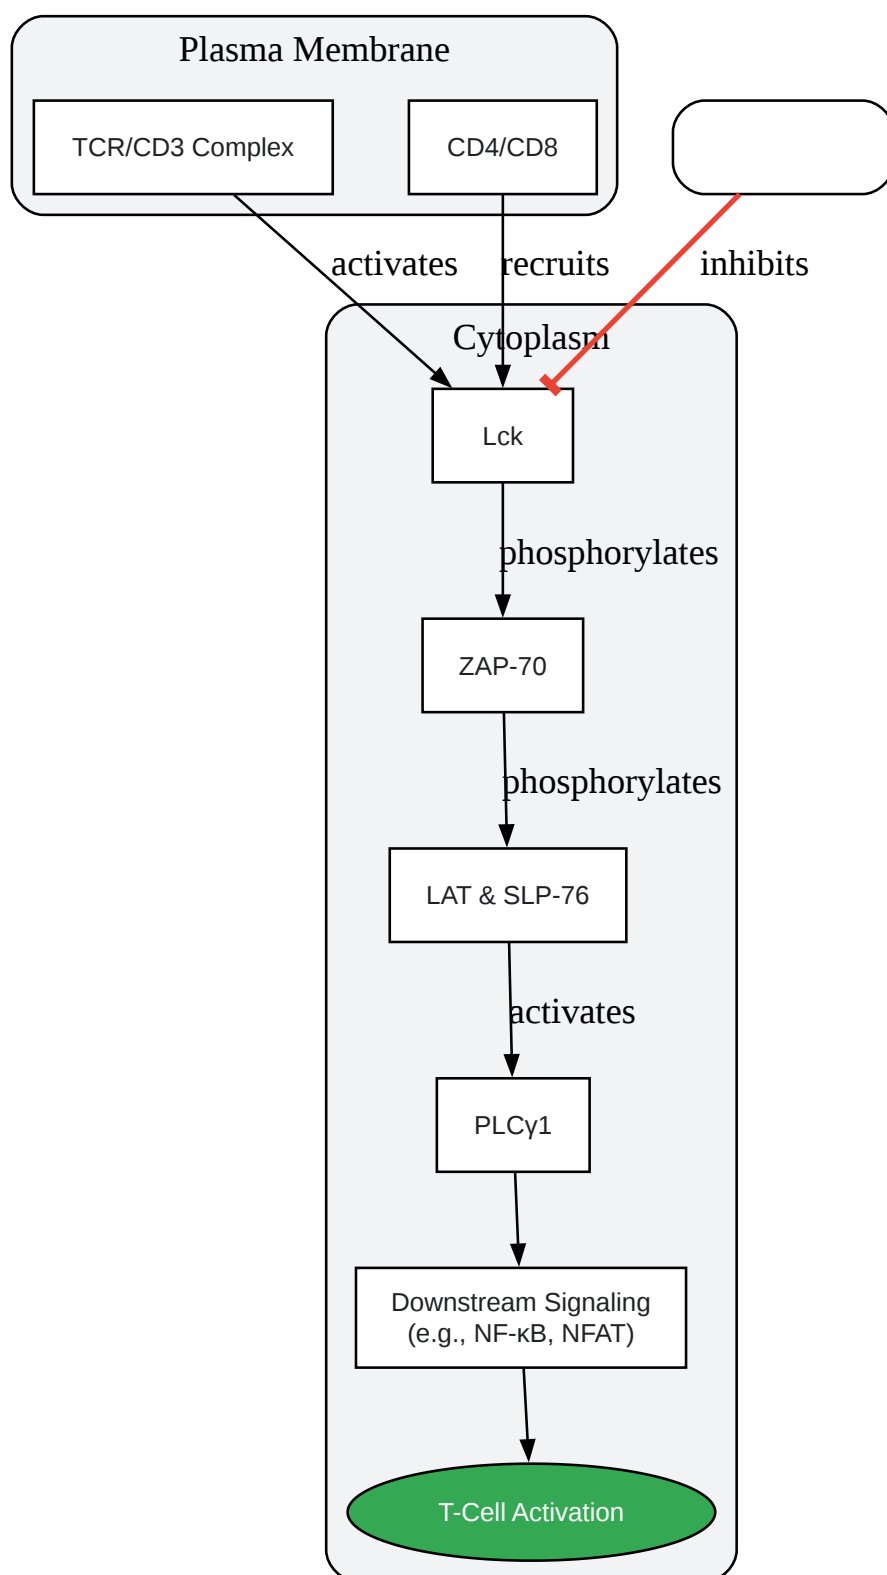 Plasma Membrane
TCR/CD3 Complex
CD4/CD8
activates
recruits
inhibits
Cytoplasm
Lck
phosphorylates
ZAP-70
phosphorylates
LAT & SLP-76
activates
PLCγ1
Downstream Signaling
(e.g., NF-κB, NFAT)
T-Cell Activation